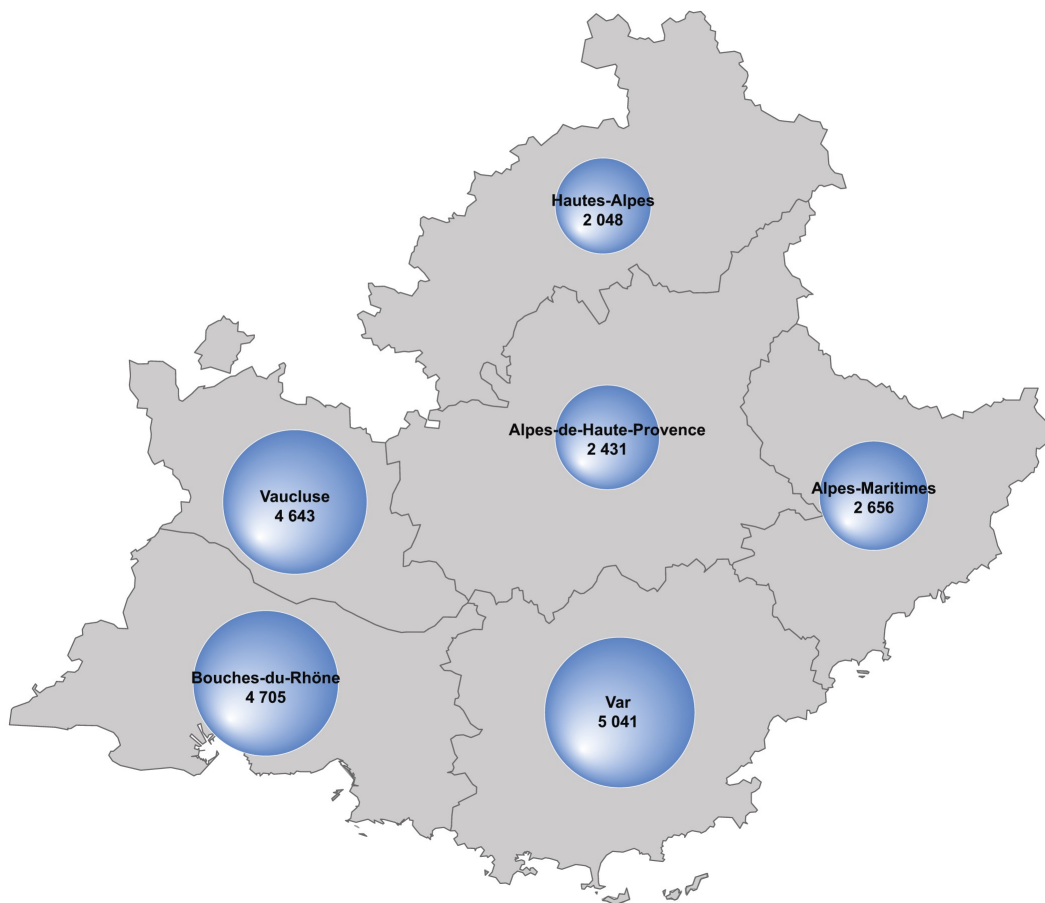 Hautes-Alpes
2 048
Alpes-de-Haute-Provence
2 431
Alpes-Maritimes
2 656
Vaucluse
4 643
Bouches-du-Rhöne
4 705
Var
5 041